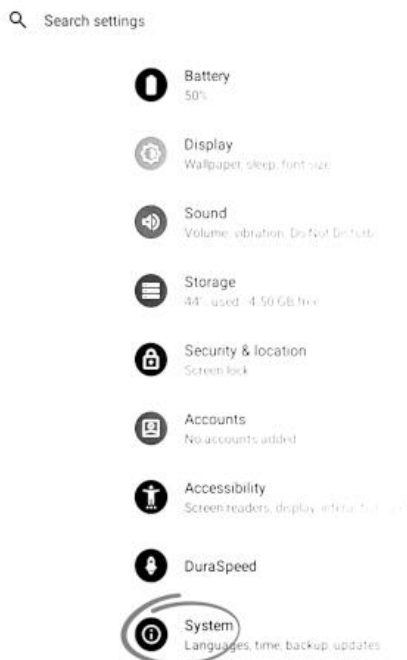 Search settings
Battery
50%
Display
Wallpaper, sleep, font size
Sound
Volume, vibration, Do Not Disturb
Storage
44% used - 4.50 GB free
Security & location
Screen lock
Accounts
No accounts added
Accessibility
Screen readers, display,
DuraSpeed
System
Languages, time, backup, updates